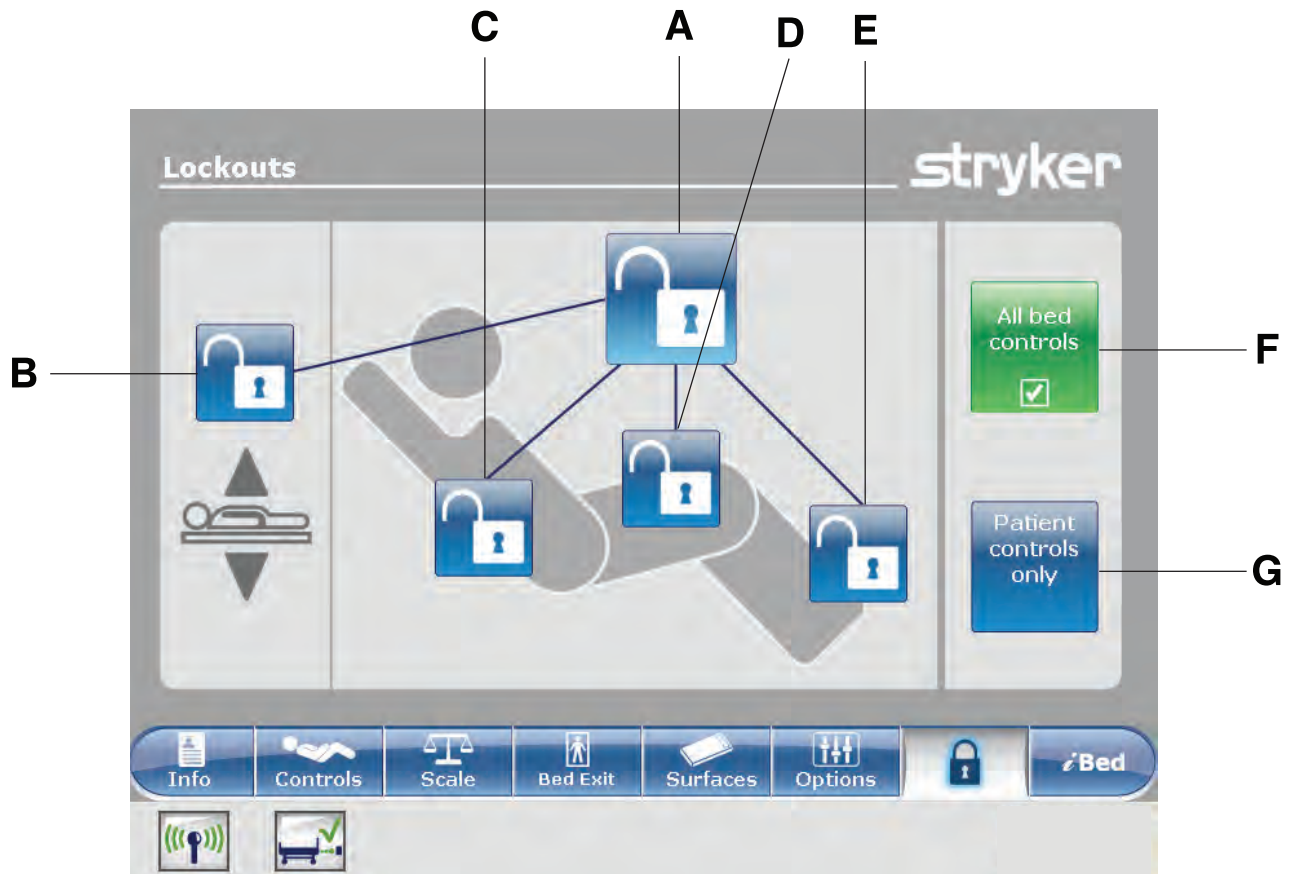 C A D E
Lockouts stryker
B
All bed
controls
F
Patient
controls
only
G
Info Controls Scale Bed Exit Surfaces Options iBed